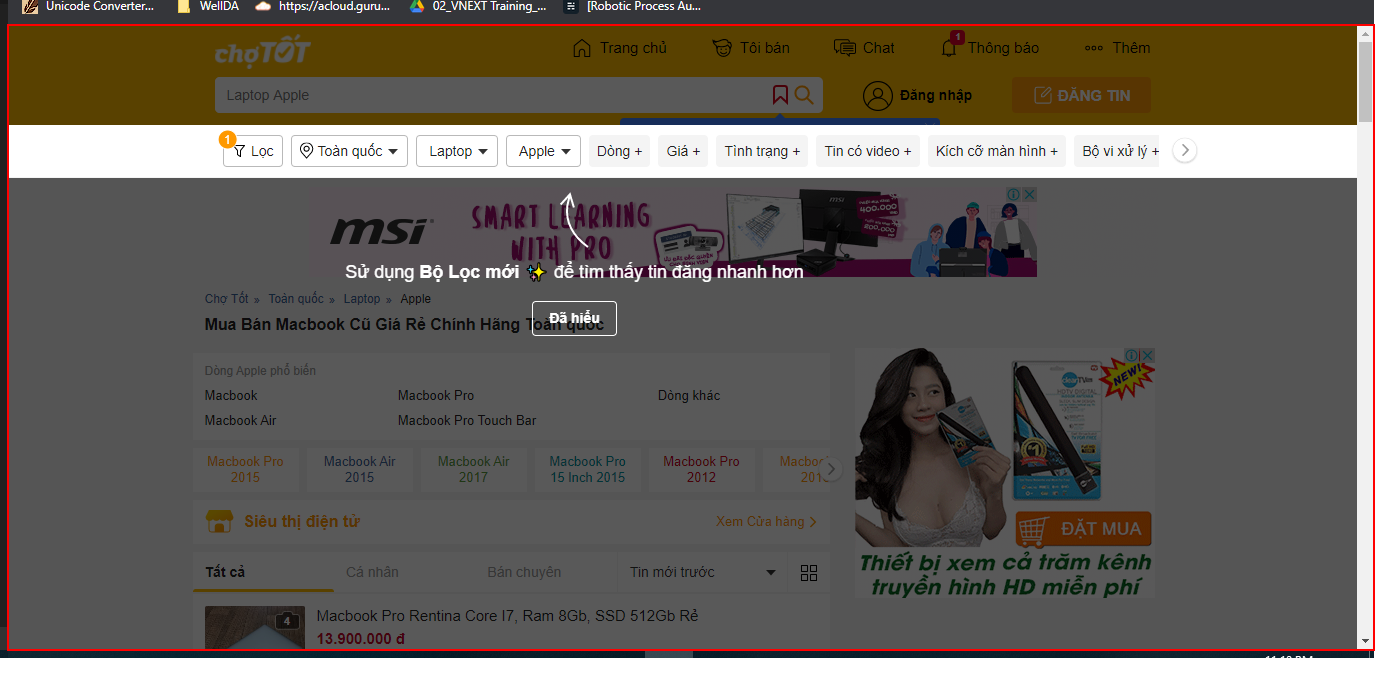 Unicode Converter... WellDA https://acloud.guru... 02_VNEXT Training_... [Robotic Process Au...
chợTỐT Trang chủ Tôi bán Chat 1 Thông báo Thêm
Laptop Apple Đăng nhập ĐĂNG TIN
1 Lọc Toàn quốc Laptop Apple Dòng + Giá + Tình trạng + Tin có video + Kích cỡ màn hình + Bộ vi xử lý +
msi SMART LEARNING WITH PRO
400.000
200.000
Sử dụng Bộ Lọc mới để tìm thấy tin đăng nhanh hơn
Chợ Tốt » Toàn quốc » Laptop » Apple
Đã hiểu
Mua Bán Macbook Cũ Giá Rẻ Chính Hãng Toàn quốc
Dòng Apple phổ biến
Macbook Macbook Pro Dòng khác
Macbook Air Macbook Pro Touch Bar
Macbook Pro 2015
Macbook Air 2015
Macbook Air 2017
Macbook Pro 15 Inch 2015
Macbook Pro 2012
Siêu thị điện tử Xem Cửa hàng
Tất cả Cá nhân Bán chuyên Tin mới trước
4
Macbook Pro Rentina Core I7, Ram 8Gb, SSD 512Gb Rẻ
13.900.000 đ
NEW!
ĐẶT MUA
Thiết bị xem cả trăm kênh
truyền hình HD miễn phí